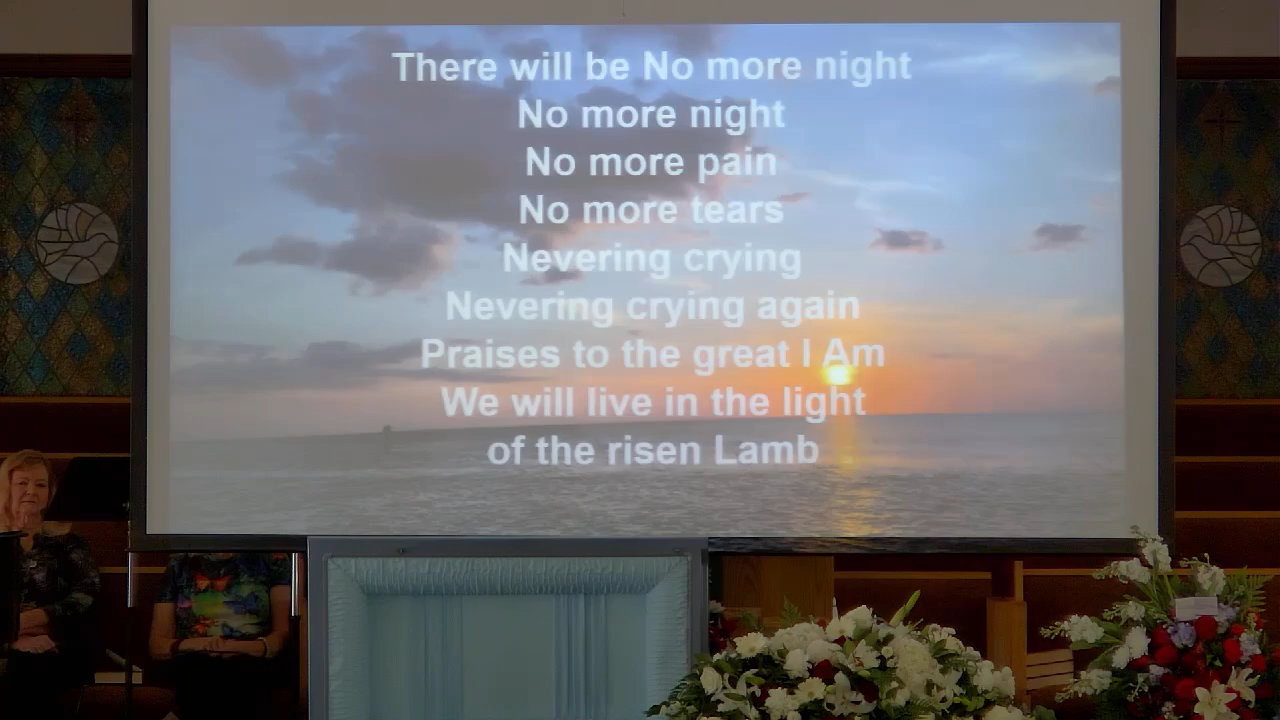 There will be No more night
No more night
No more pain
No more tears
Nevering crying
Nevering crying again
Praises to the great I Am
We will live in the light
of the risen Lamb